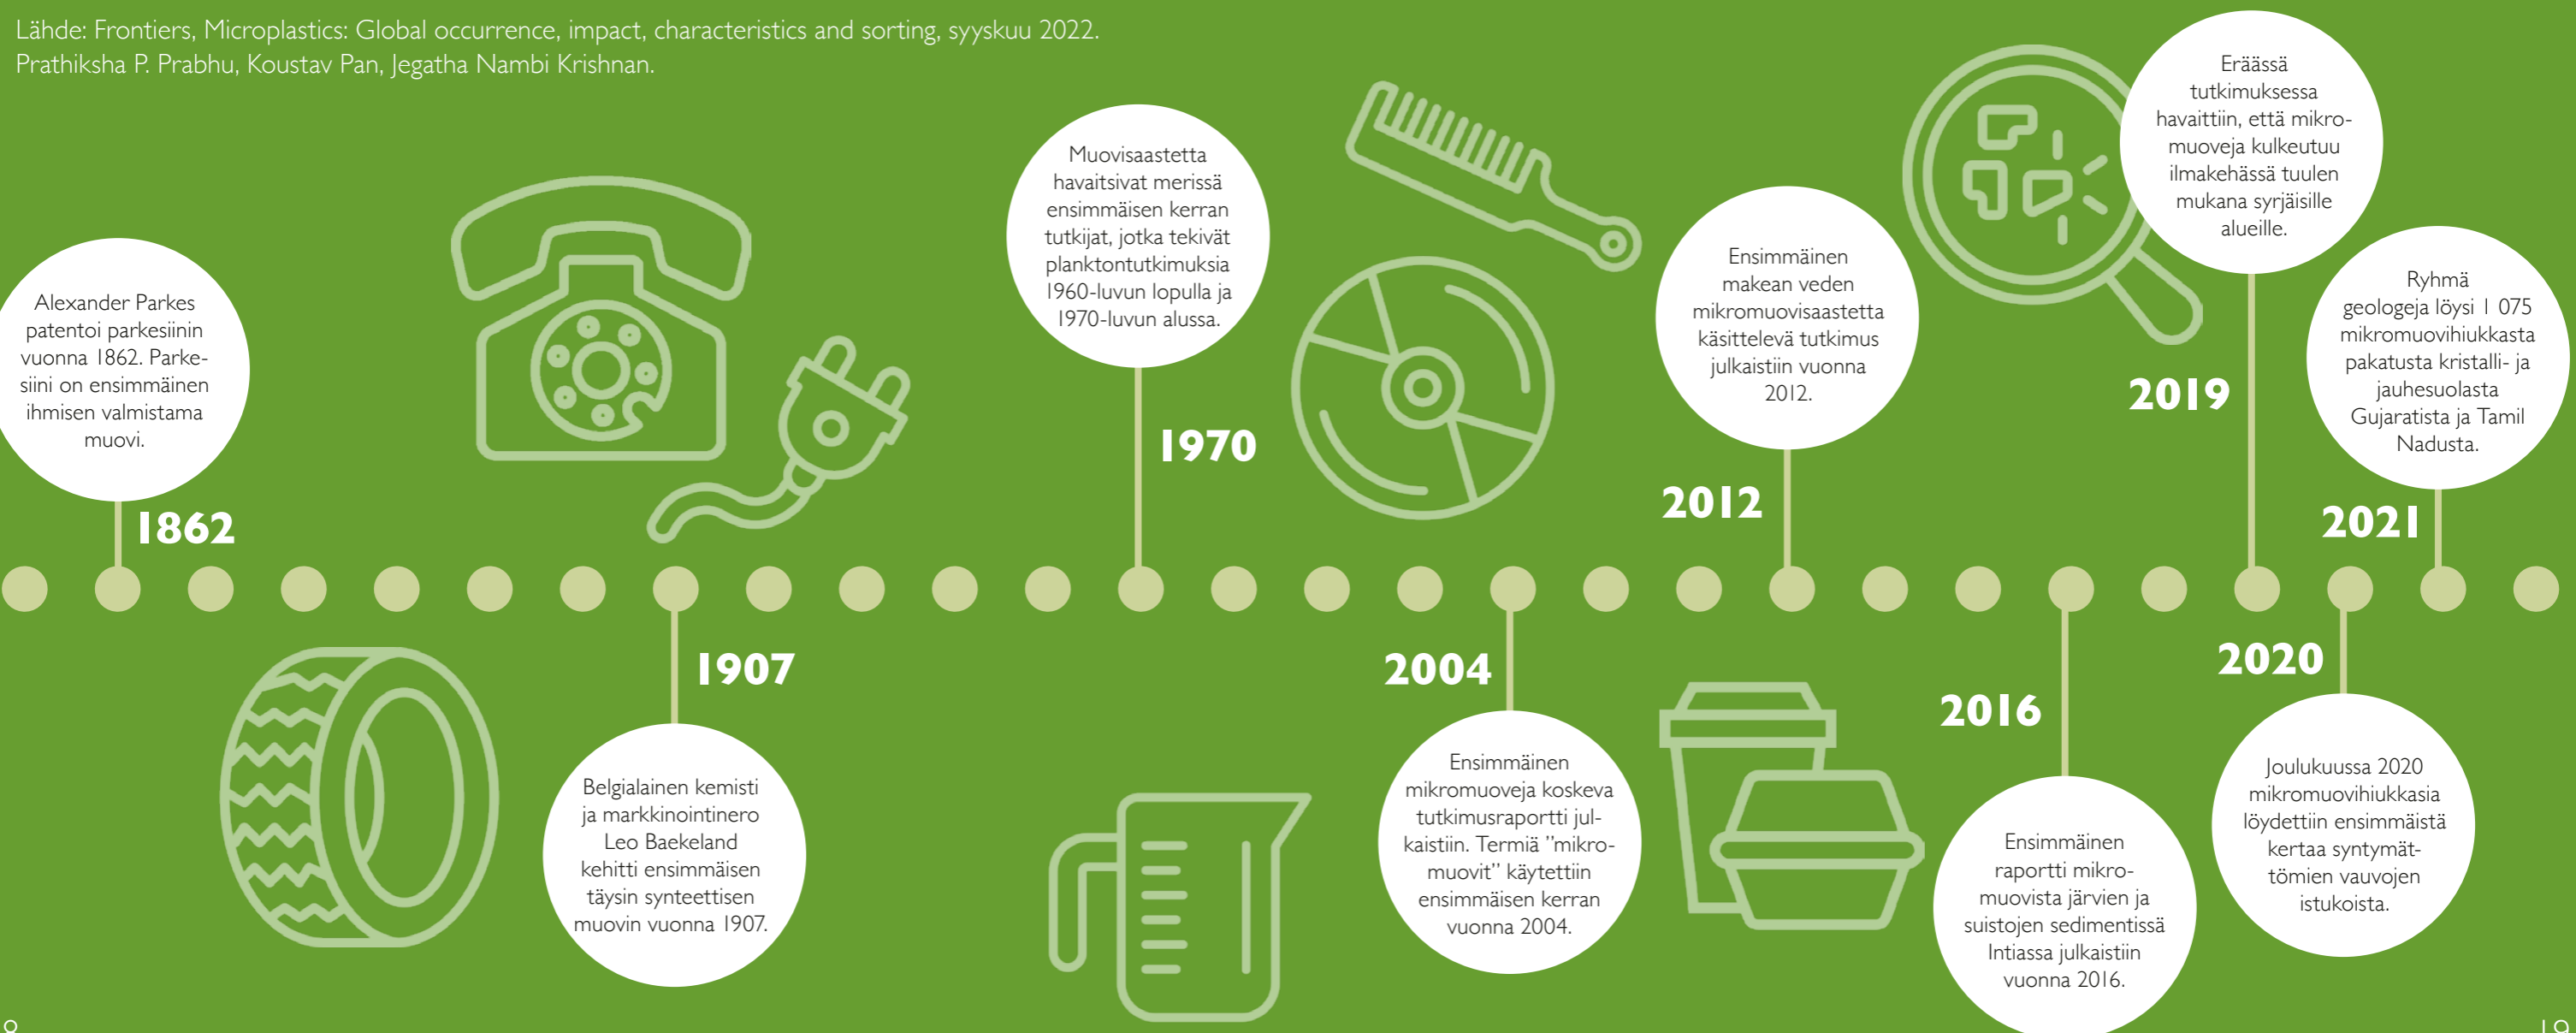 Lähde: Frontiers, Microplastics: Global occurrence, impact, characteristics and sorting, syyskuu 2022.
Prathiksha P. Prabhu, Koustav Pan, Jegatha Nambi Krishnan.
Alexander Parkes
patentoi parkesiinin
vuonna 1862. Parke-
siini on ensimmäinen
ihmisen valmistama
muovi.
1862
1907
Belgialainen kemisti
ja markkinointinero
Leo Baekeland
kehitti ensimmäisen
täysin synteettisen
muovin vuonna 1907.
Muovisaastetta
havaitsivat merissä
ensimmäisen kerran
tutkijat, jotka tekivät
planktontutkimuksia
1960-luvun lopulla ja
1970-luvun alussa.
1970
2004
Ensimmäinen
mikromuoveja koskeva
tutkimusraportti jul-
kaistiin. Termiä ”mikro-
muovit” käytettiin
ensimmäisen kerran
vuonna 2004.
Ensimmäinen
makean veden
mikromuovisaastetta
käsittelevä tutkimus
julkaistiin vuonna
2012.
2012
2016
Ensimmäinen
raportti mikro-
muovista järvien ja
suistojen sedimentissä
Intiassa julkaistiin
vuonna 2016.
Eräässä
tutkimuksessa
havaittiin, että mikro-
muoveja kulkeutuu
ilmakehässä tuulen
mukana syrjäisille
alueille.
2019
2020
Joulukuussa 2020
mikromuovihiukkasia
löydettiin ensimmäistä
kertaa syntymät-
tömien vauvojen
istukoista.
Ryhmä
geologeja löysi 1 075
mikromuovihiukkasta
pakatusta kristalli- ja
jauhesuolasta
Gujaratista ja Tamil
Nadusta.
2021
8
19